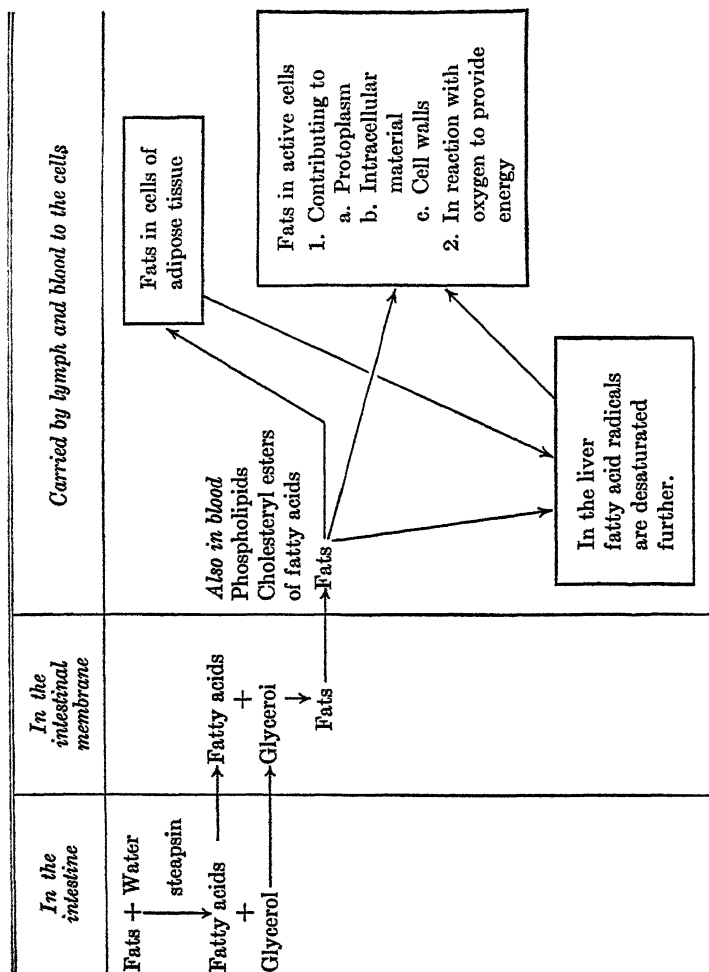 In the
intestine
In the
intestinal
membrane
Carried by lymph and blood to the cells
Fats + Water
steapsin
Fatty acids
+
Glycerol
Fatty acids
+
Glyceroi
Fats
Also in blood
Phospholipids
Cholesteryl esters
of fatty acids
Fats
Fats in cells of
adipose tissue
Fats in active cells
1. Contributing to
a. Protoplasm
b. Intracellular
material
c. Cell walls
2. In reaction with
oxygen to provide
energy
In the liver
fatty acid radicals
are desaturated
further.